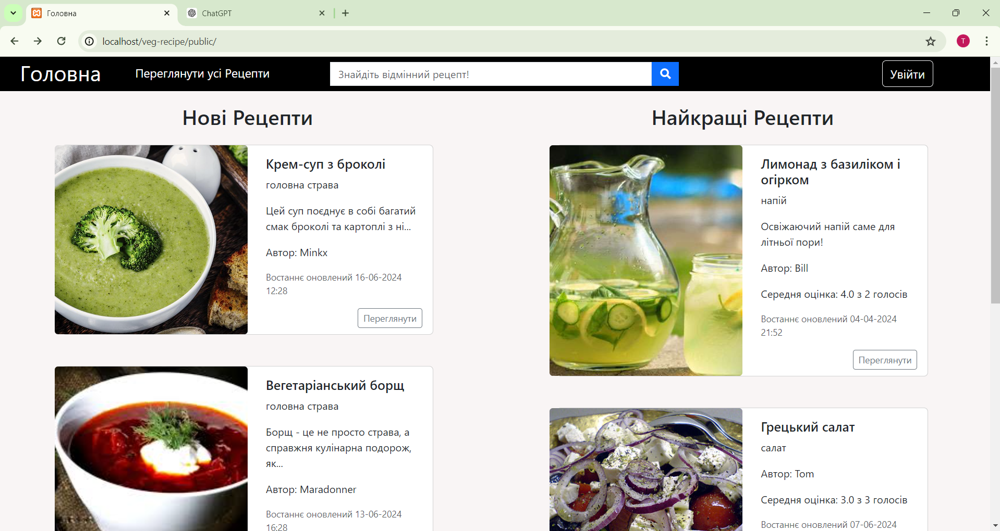 Головна
ChatGPT
localhost/veg-recipe/public/
T
Головна
Переглянути усі Рецепти
Знайдіть відмінний рецепт!
Увійти
Нові Рецепти
Крем-суп з броколі
головна страва
Цей суп поєднує в собі багатий
смак броколі та картоплі з ні...
Автор: Minkx
Востаннє оновлений 16-06-2024
12:28
Переглянути
Вегетаріанський борщ
головна страва
Борщ - це не просто страва, а
справжня кулінарна подорож,
як...
Автор: Maradonner
Востаннє оновлений 13-06-2024
16:28
Найкращі Рецепти
Лимонад з базиліком і
огірком
напій
Освіжаючий напій саме для
літньої пори!
Автор: Bill
Середня оцінка: 4.0 з 2 голосів
Востаннє оновлений 04-04-2024
21:52
Переглянути
Грецький салат
салат
Автор: Tom
Середня оцінка: 3.0 з 3 голосів
Востаннє оновлений 07-06-2024